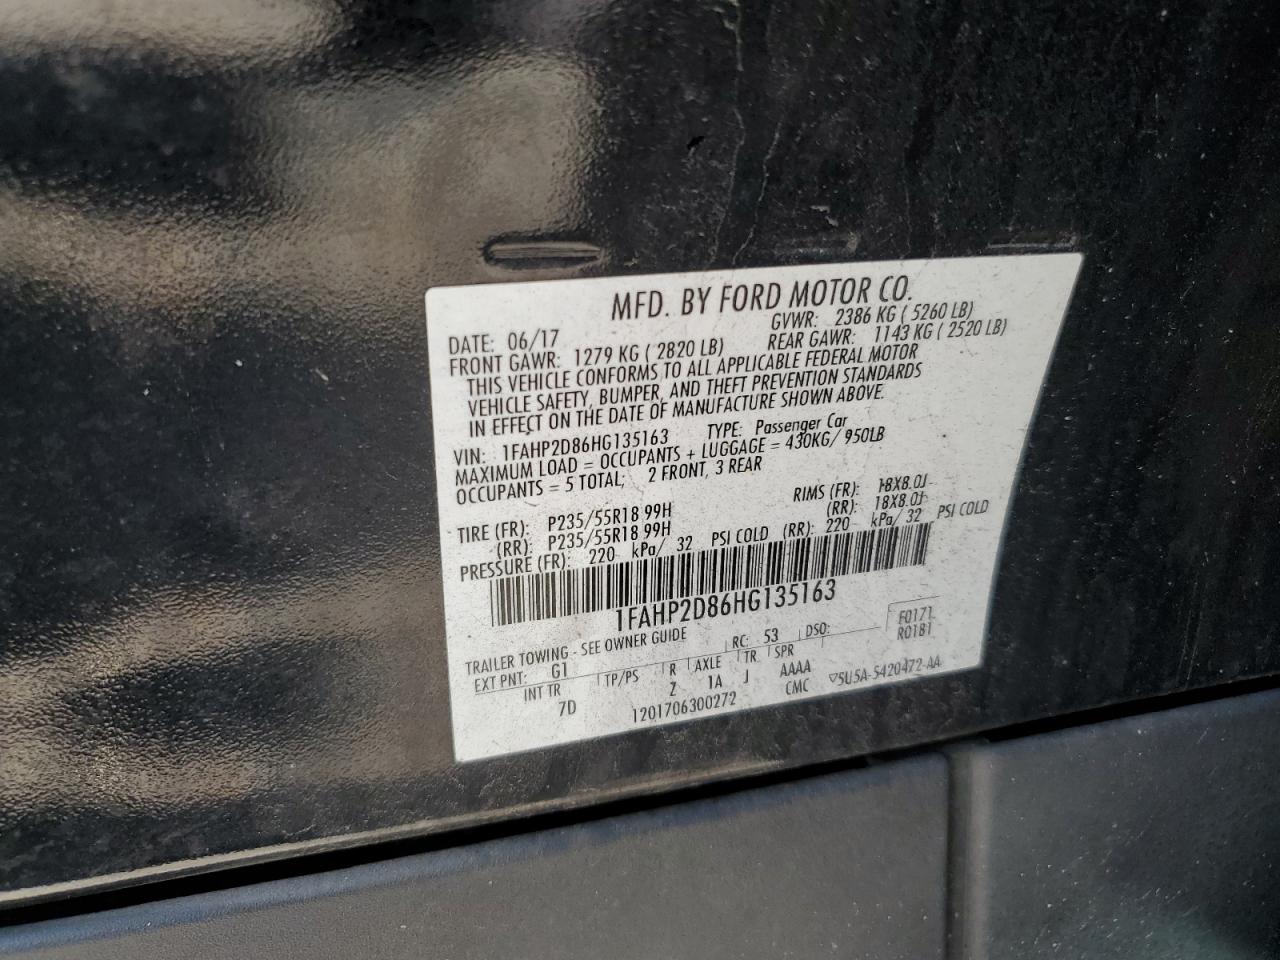 MFD. BY FORD MOTOR CO.
DATE: 06/17 GVWR: 2386 KG ( 5260 LB)
FRONT GAWR: 1279 KG ( 2820 LB) REAR GAWR: 1143 KG ( 2520 LB)
THIS VEHICLE CONFORMS TO ALL APPLICABLE FEDERAL MOTOR
VEHICLE SAFETY, BUMPER, AND THEFT PREVENTION STANDARDS
IN EFFECT ON THE DATE OF MANUFACTURE SHOWN ABOVE.
VIN: 1FAHP2D86HG135163 TYPE: Passenger Car
MAXIMUM LOAD = OCCUPANTS + LUGGAGE = 430KG/ 950LB
OCCUPANTS = 5 TOTAL; 2 FRONT, 3 REAR
TIRE (FR): P235/55R18 99H RIMS (FR): 18X8.0J
(RR): P235/55R18 99H (RR): 18X8.0J
PRESSURE (FR): 220 kPa/ 32 PSI COLD (RR): 220 kPa/ 32 PSI COLD
1FAHP2D86HG135163
TRAILER TOWING - SEE OWNER GUIDE
EXT PNT: G1 RC: 53 DSO: F0171
R0181
INT TR TP/PS R AXLE TR SPR
7D Z 1A J AAAA
1201706300272 CMC ▽5U5A-5420472-AA